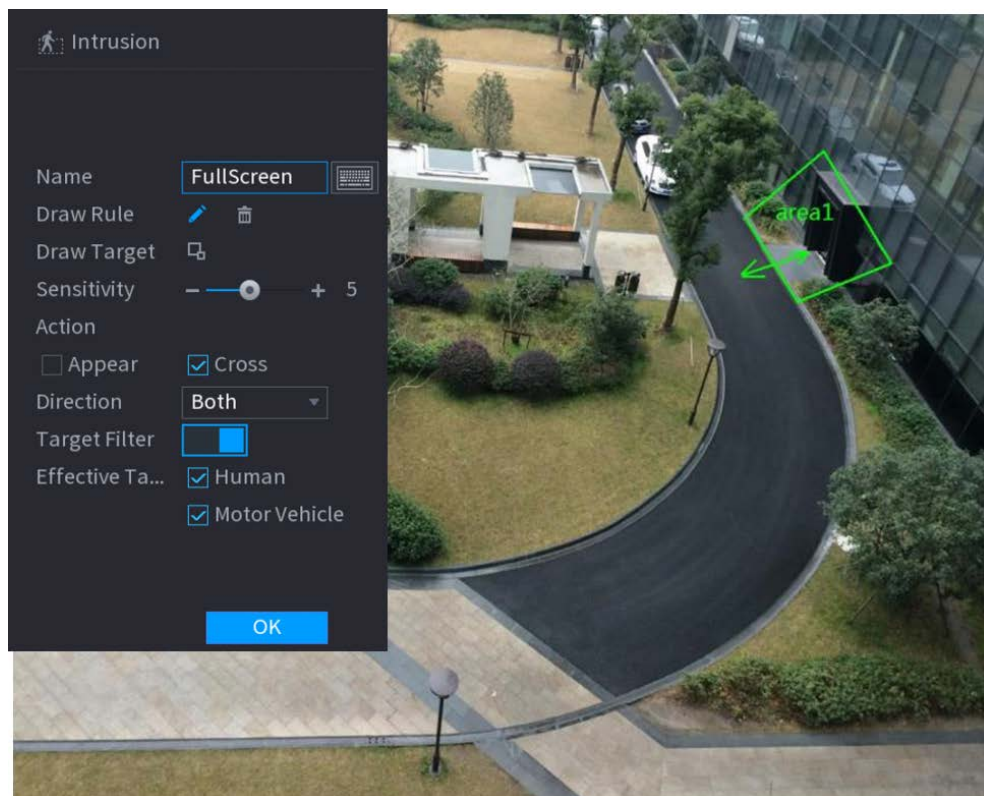 Intrusion
Name FullScreen
Draw Rule
Draw Target
Sensitivity - + 5
Action
Appear Cross
Direction Both
Target Filter
Effective Ta... Human
Motor Vehicle
OK
area1